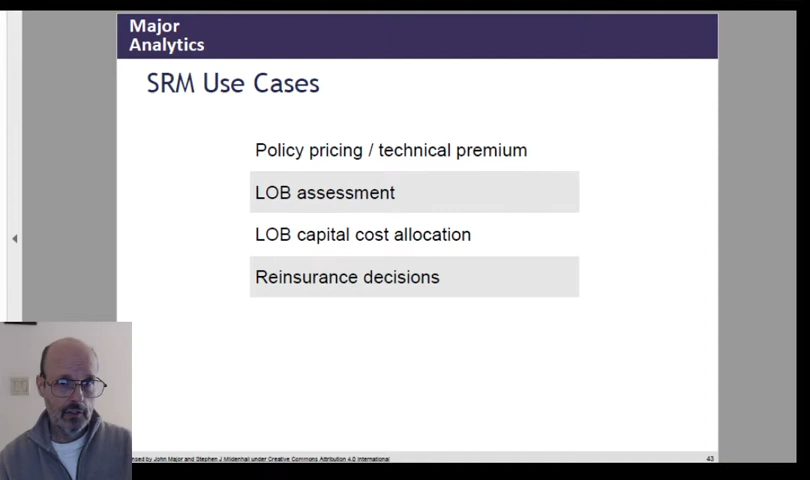 Major
Analytics
SRM Use Cases
Policy pricing / technical premium
LOB assessment
LOB capital cost allocation
Reinsurance decisions
by John Major and Stephen J Mildenhall under Creative Commons Attribution 4.0 International
43